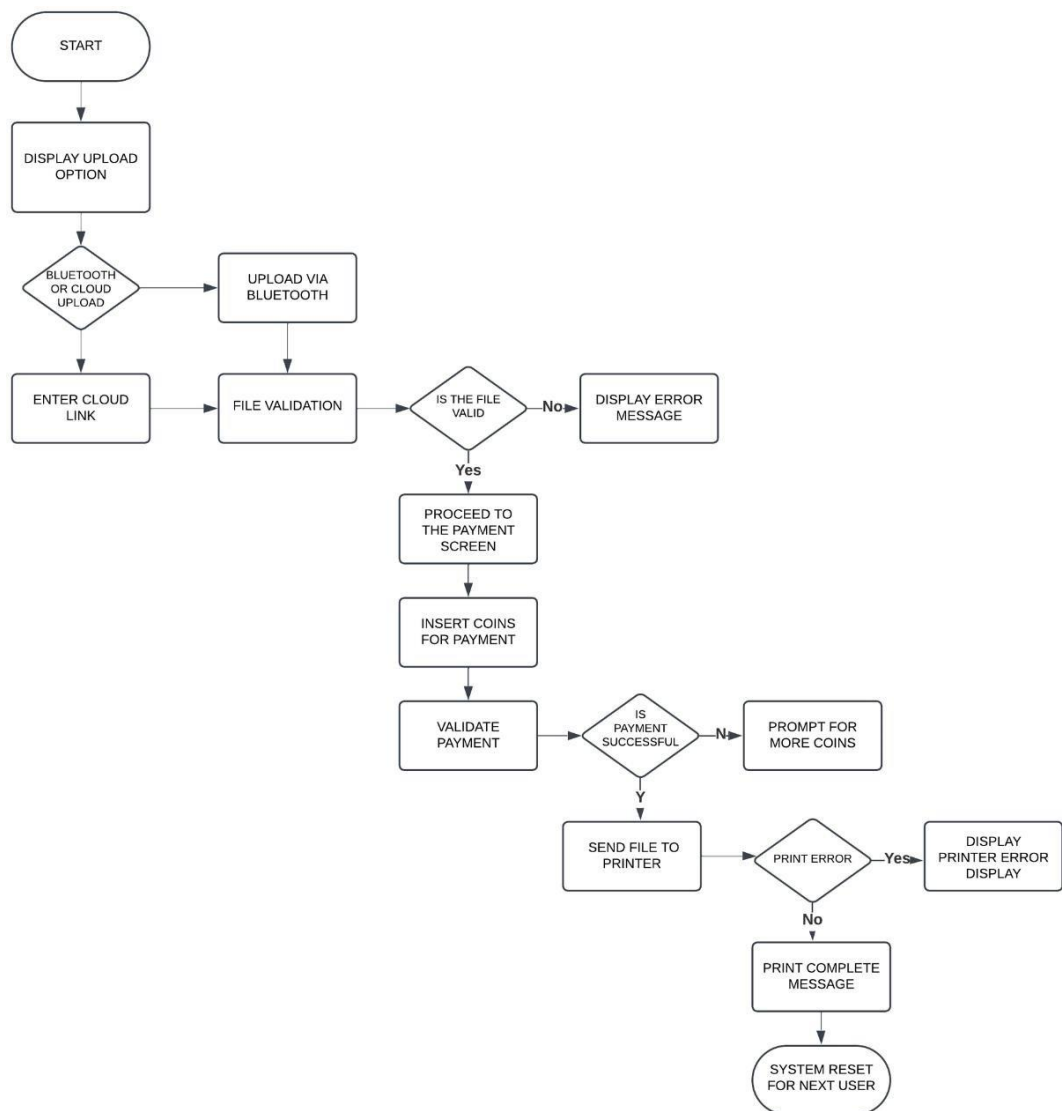 START
DISPLAY UPLOAD
OPTION
BLUETOOTH
OR CLOUD
UPLOAD
UPLOAD VIA
BLUETOOTH
ENTER CLOUD
LINK
FILE VALIDATION
IS THE FILE
VALID
No
DISPLAY ERROR
MESSAGE
Yes
PROCEED TO
THE PAYMENT
SCREEN
INSERT COINS
FOR PAYMENT
VALIDATE
PAYMENT
IS
PAYMENT
SUCCESSFUL
N
PROMPT FOR
MORE COINS
Y
SEND FILE TO
PRINTER
PRINT ERROR
Yes
DISPLAY
PRINTER ERROR
DISPLAY
No
PRINT COMPLETE
MESSAGE
SYSTEM RESET
FOR NEXT USER